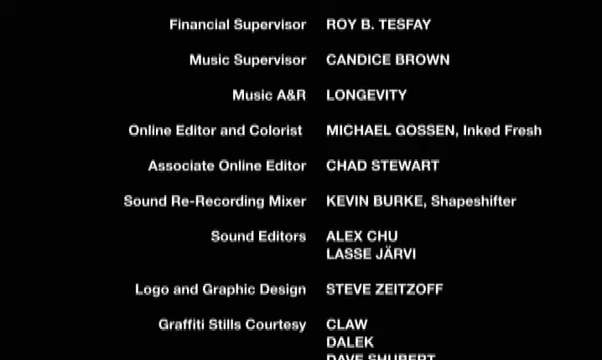 Financial Supervisor ROY B. TESFAY
Music Supervisor CANDICE BROWN
Music A&R LONGEVITY
Online Editor and Colorist MICHAEL GOSSEN, Inked Fresh
Associate Online Editor CHAD STEWART
Sound Re-Recording Mixer KEVIN BURKE, Shapeshifter
Sound Editors ALEX CHU
LASSE JÄRVI
Logo and Graphic Design STEVE ZEITZOFF
Graffiti Stills Courtesy CLAW
DALEK
DAVE SHUBERT